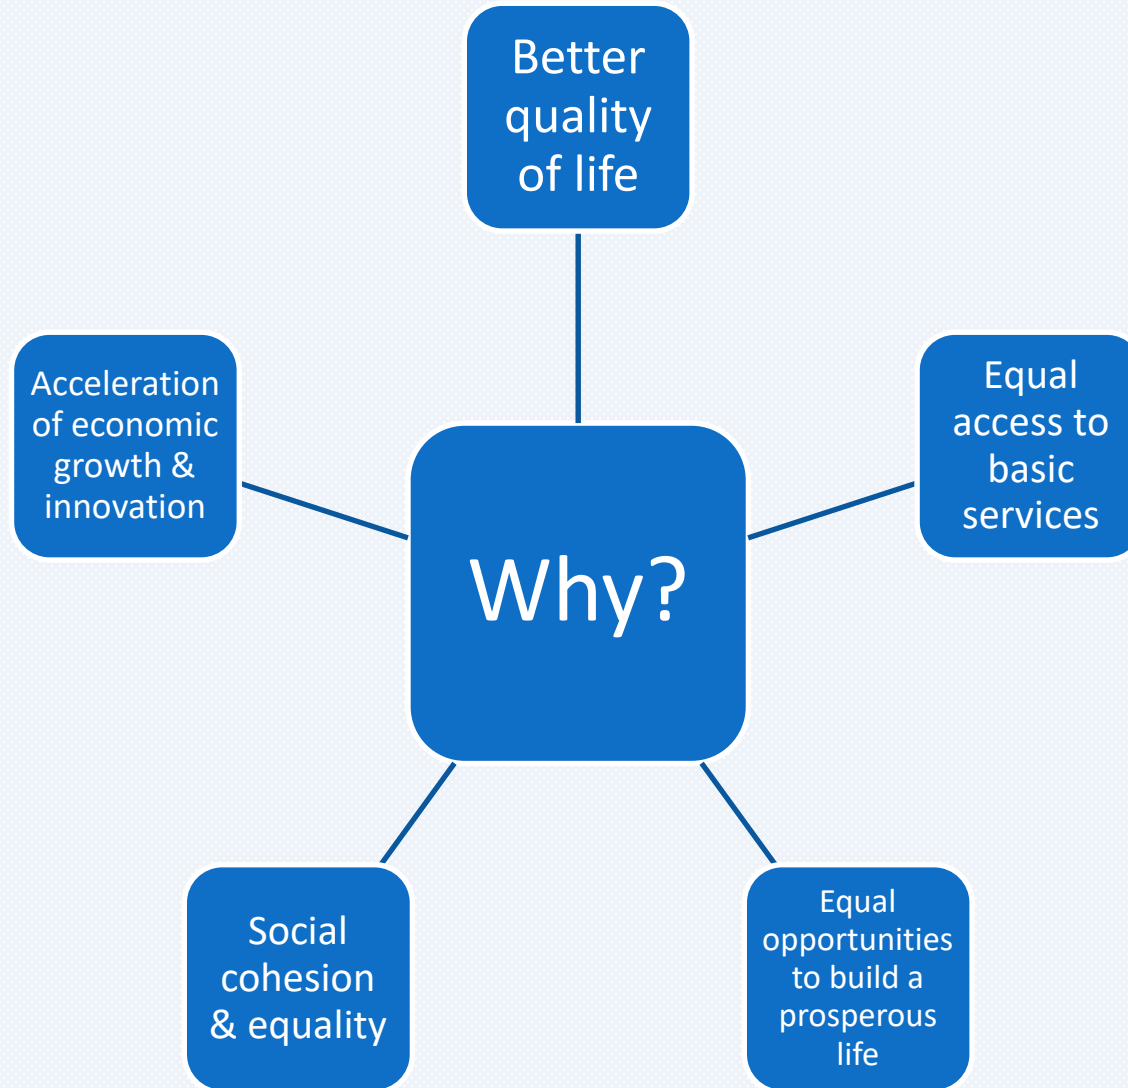 Better
quality
of life
Acceleration
of economic
growth &
innovation
Equal
access to
basic
services
Why?
Social
cohesion
& equality
Equal
opportunities
to build a
prosperous
life